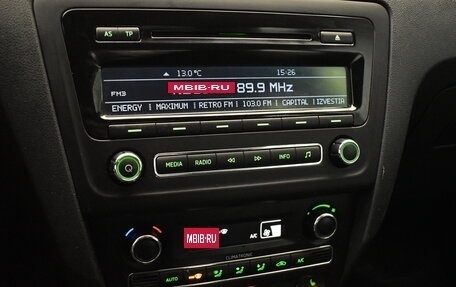 AS TP
13.0°C 15:26
MBIB·RU
89.9 MHz
FM3
ENERGY | MAXIMUM | RETRO FM | 103.0 FM | CAPITAL | IZVESTIA
MEDIA RADIO INFO
MBIB.RU
A/C
CLIMATRONIC
AUTO A/C